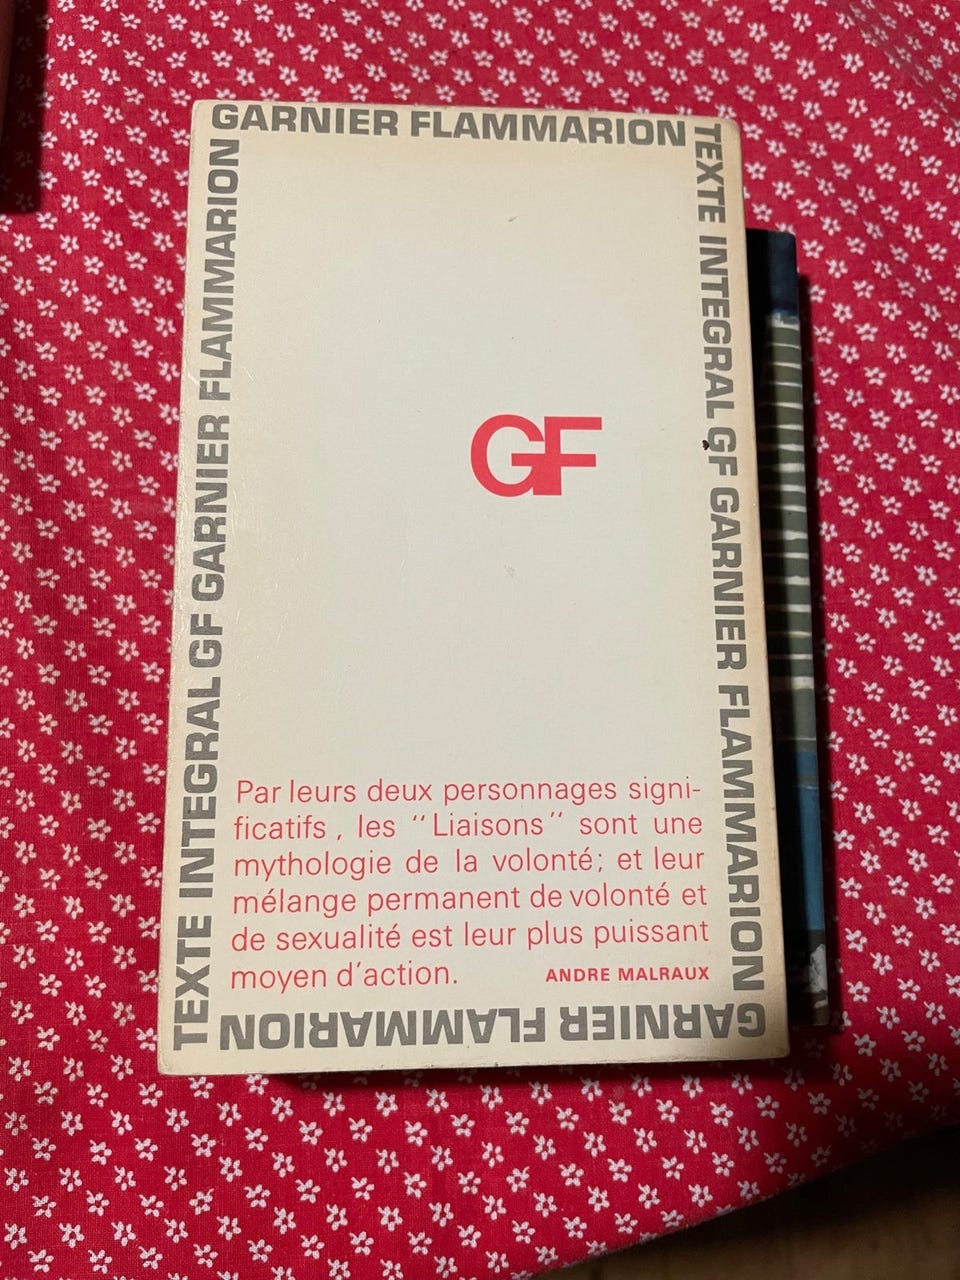 GARNIER FLAMMARION
TEXTE INTEGRAL GF GARNIER FLAMMARION
GARNIER FLAMMARION
TEXTE INTEGRAL GF GARNIER FLAMMARION
GF
Par leurs deux personnages signi-
ficatifs, les "Liaisons" sont une
mythologie de la volonté; et leur
mélange permanent de volonté et
de sexualité est leur plus puissant
moyen d'action.
ANDRE MALRAUX